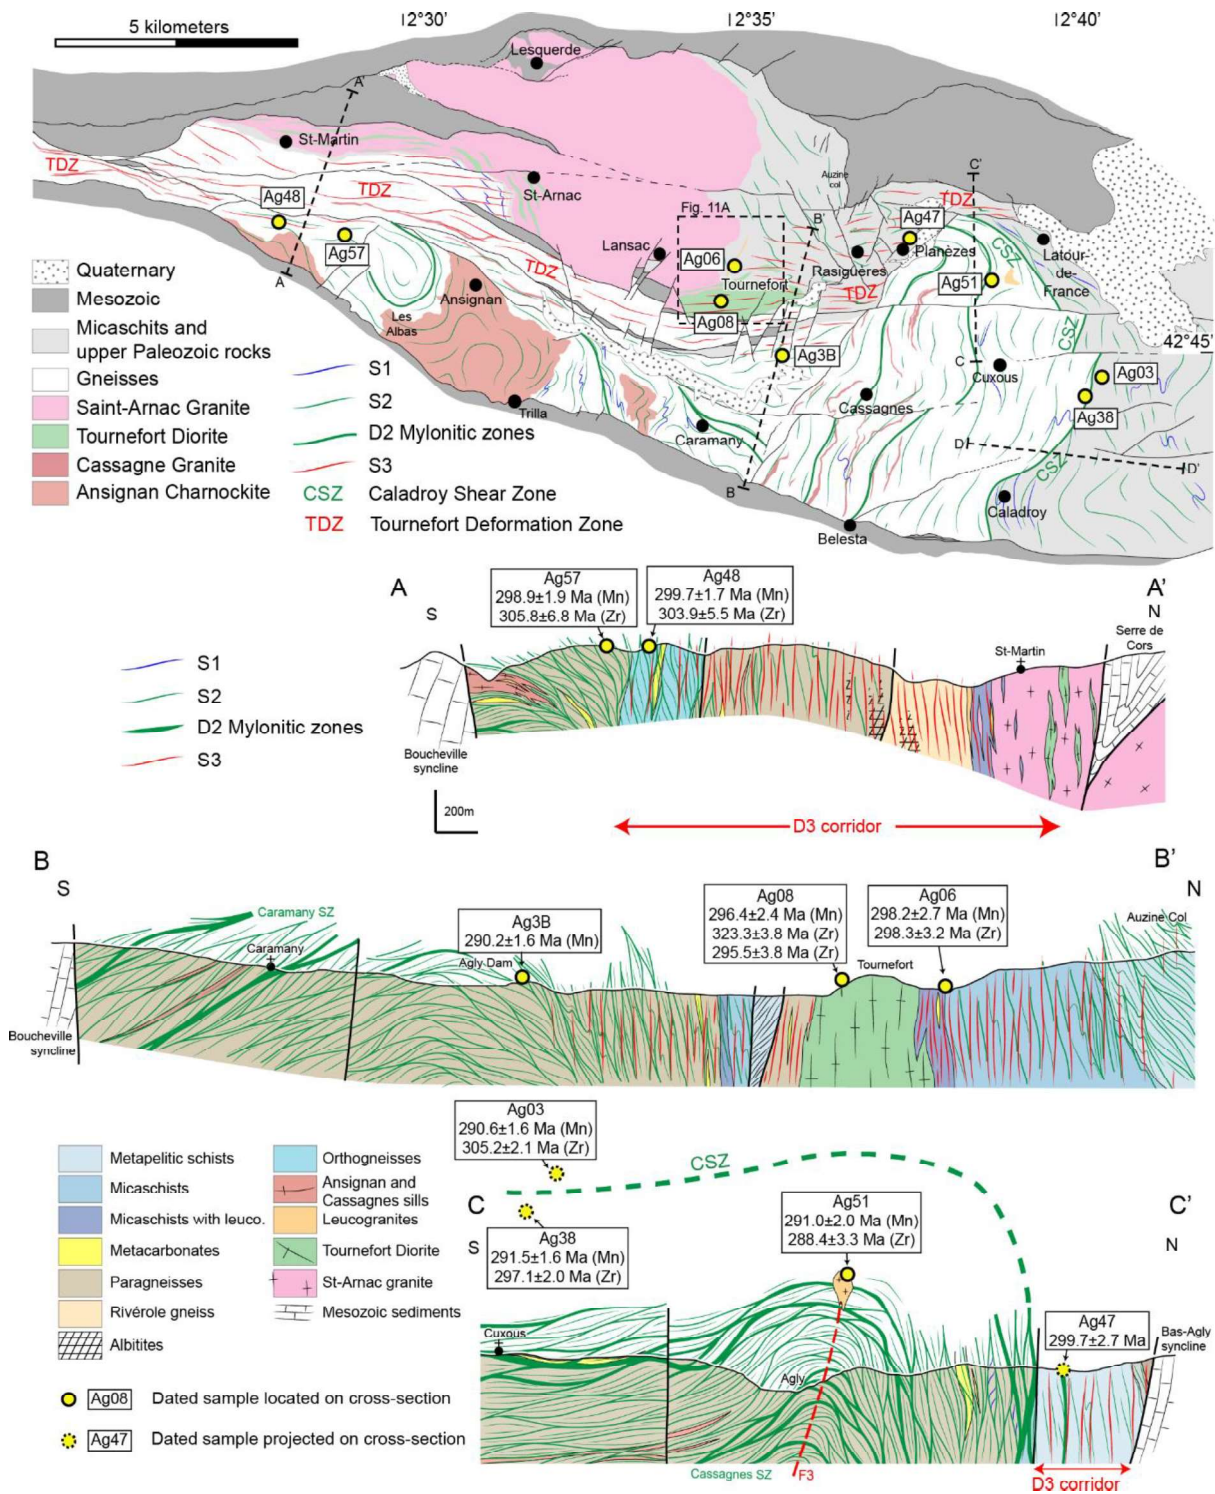 5 kilometers
12°30'
12°35'
12°40'
Lesquerde
A'
St-Martin
TDZ
TDZ
St-Arnac
Auzine
col
C'
TDZ
Ag48
Fig. 11A
B'
Ag47
Lansac
Ag06
Rasiguères
Planèzes
CSZ
Latour-
de-
France
Ag57
TDZ
Tournefort
TDZ
Ag51
A
Ansignan
Les
Albas
Ag08
CSZ
42°45'
Ag3B
C
Cuxous
Ag03
Ag38
Trilla
Cassagnes
Caramany
D
D'
CSZ
B
Caladroy
Belesta
Quaternary
Mesozoic
Micaschits and
upper Paleozoic rocks
Gneisses
Saint-Arnac Granite
Tournefort Diorite
Cassagne Granite
Ansignan Charnockite
S1
S2
D2 Mylonitic zones
S3
CSZ Caladroy Shear Zone
TDZ Tournefort Deformation Zone
A
S
Ag57
298.9±1.9 Ma (Mn)
305.8±6.8 Ma (Zr)
Ag48
299.7±1.7 Ma (Mn)
303.9±5.5 Ma (Zr)
A'
N
Serre de
Cors
St-Martin
S1
S2
D2 Mylonitic zones
S3
Boucheville
syncline
200m
D3 corridor
B
S
Caramany SZ
Caramany
Ag3B
290.2±1.6 Ma (Mn)
Agly Dam
Ag08
296.4±2.4 Ma (Mn)
323.3±3.8 Ma (Zr)
295.5±3.8 Ma (Zr)
Ag06
298.2±2.7 Ma (Mn)
298.3±3.2 Ma (Zr)
Tournefort
B'
N
Auzine Col
Boucheville
syncline
Metapelitic schists
Micaschists
Micaschists with leuco.
Metacarbonates
Paragneisses
Rivérole gneiss
Albitites
Orthogneisses
Ansignan and
Cassagnes sills
Leucogranites
Tournefort Diorite
St-Arnac granite
Mesozoic sediments
Ag08 Dated sample located on cross-section
Ag47 Dated sample projected on cross-section
Ag03
290.6±1.6 Ma (Mn)
305.2±2.1 Ma (Zr)
CSZ
C
S
Ag38
291.5±1.6 Ma (Mn)
297.1±2.0 Ma (Zr)
Ag51
291.0±2.0 Ma (Mn)
288.4±3.3 Ma (Zr)
C'
N
Cuxous
Agly
Ag47
299.7±2.7 Ma
Bas-Agly
syncline
Cassagnes SZ
F3
D3 corridor